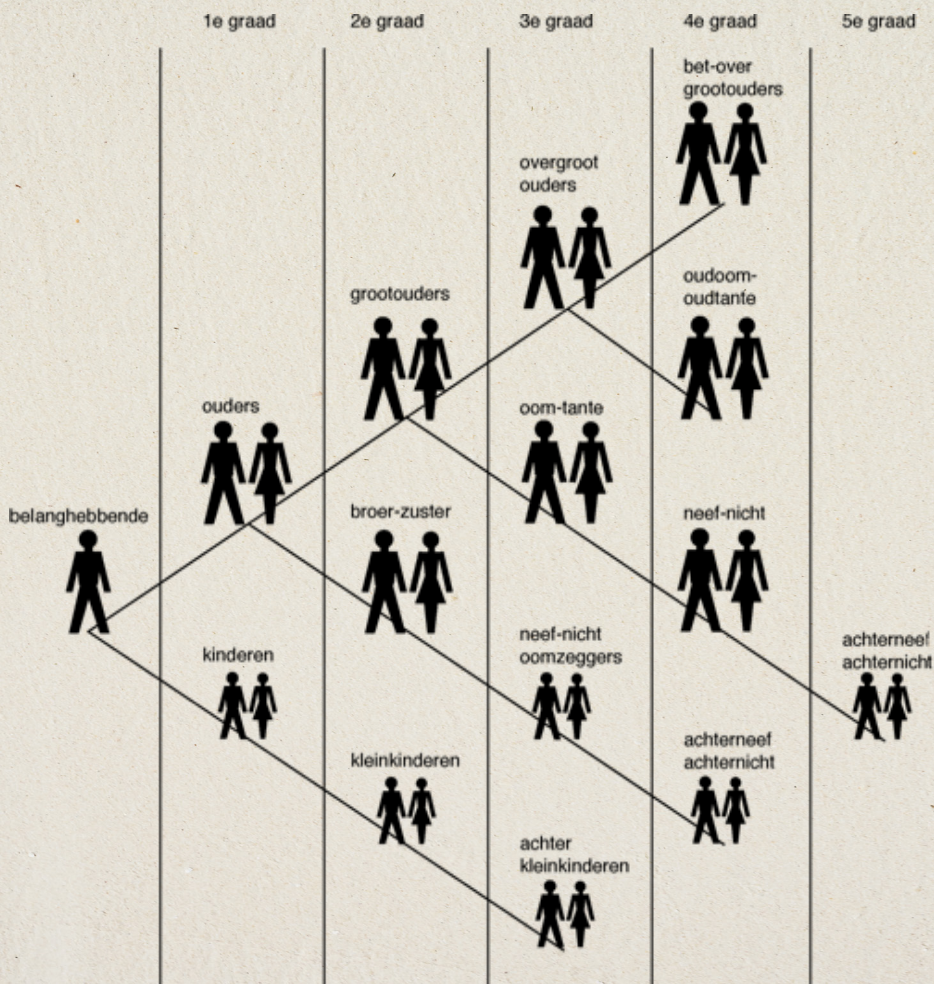 1e graad
2e graad
3e graad
4e graad
5e graad
bet-over
grootouders
overgroot
ouders
oudoom-
oudtante
grootouders
ouders
oom-tante
belanghebbende
broer-zuster
neef-nicht
kinderen
neef-nicht
oomzeggers
achterneef
achternicht
kleinkinderen
achterneef
achternicht
achter
kleinkinderen